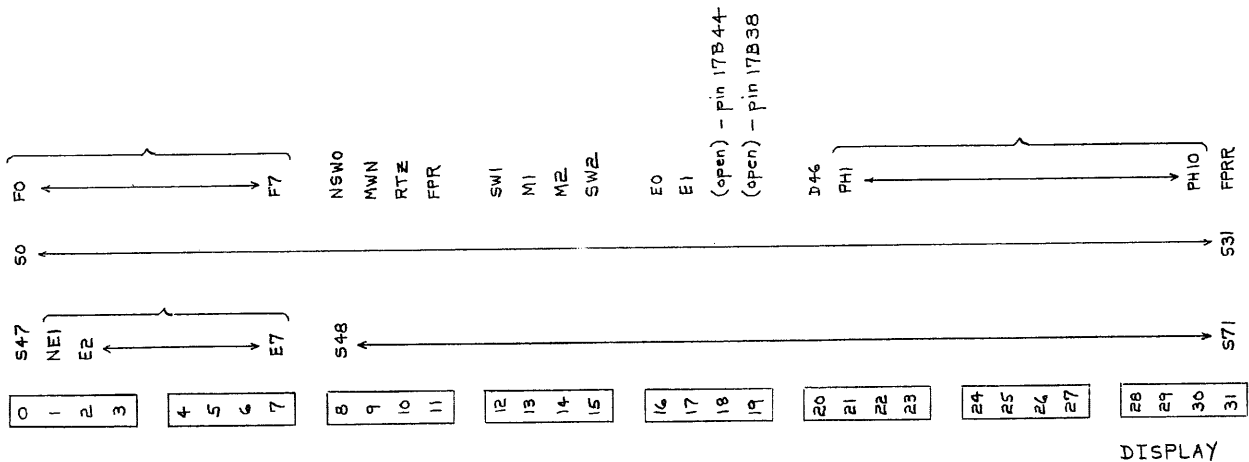 F0
F7
NSW0
MWN
RTZ
FPR
SW1
M1
M2
SW2
E0
E1
(open) - pin 17B44
(open) - pin 17B38
D46
PH1
PH10
FPRR
S0
S31
S47
NE1
E2
E7
S48
S71
0
1
2
3
4
5
6
7
8
9
10
11
12
13
14
15
16
17
18
19
20
21
22
23
24
25
26
27
28
29
30
31
DISPLAY